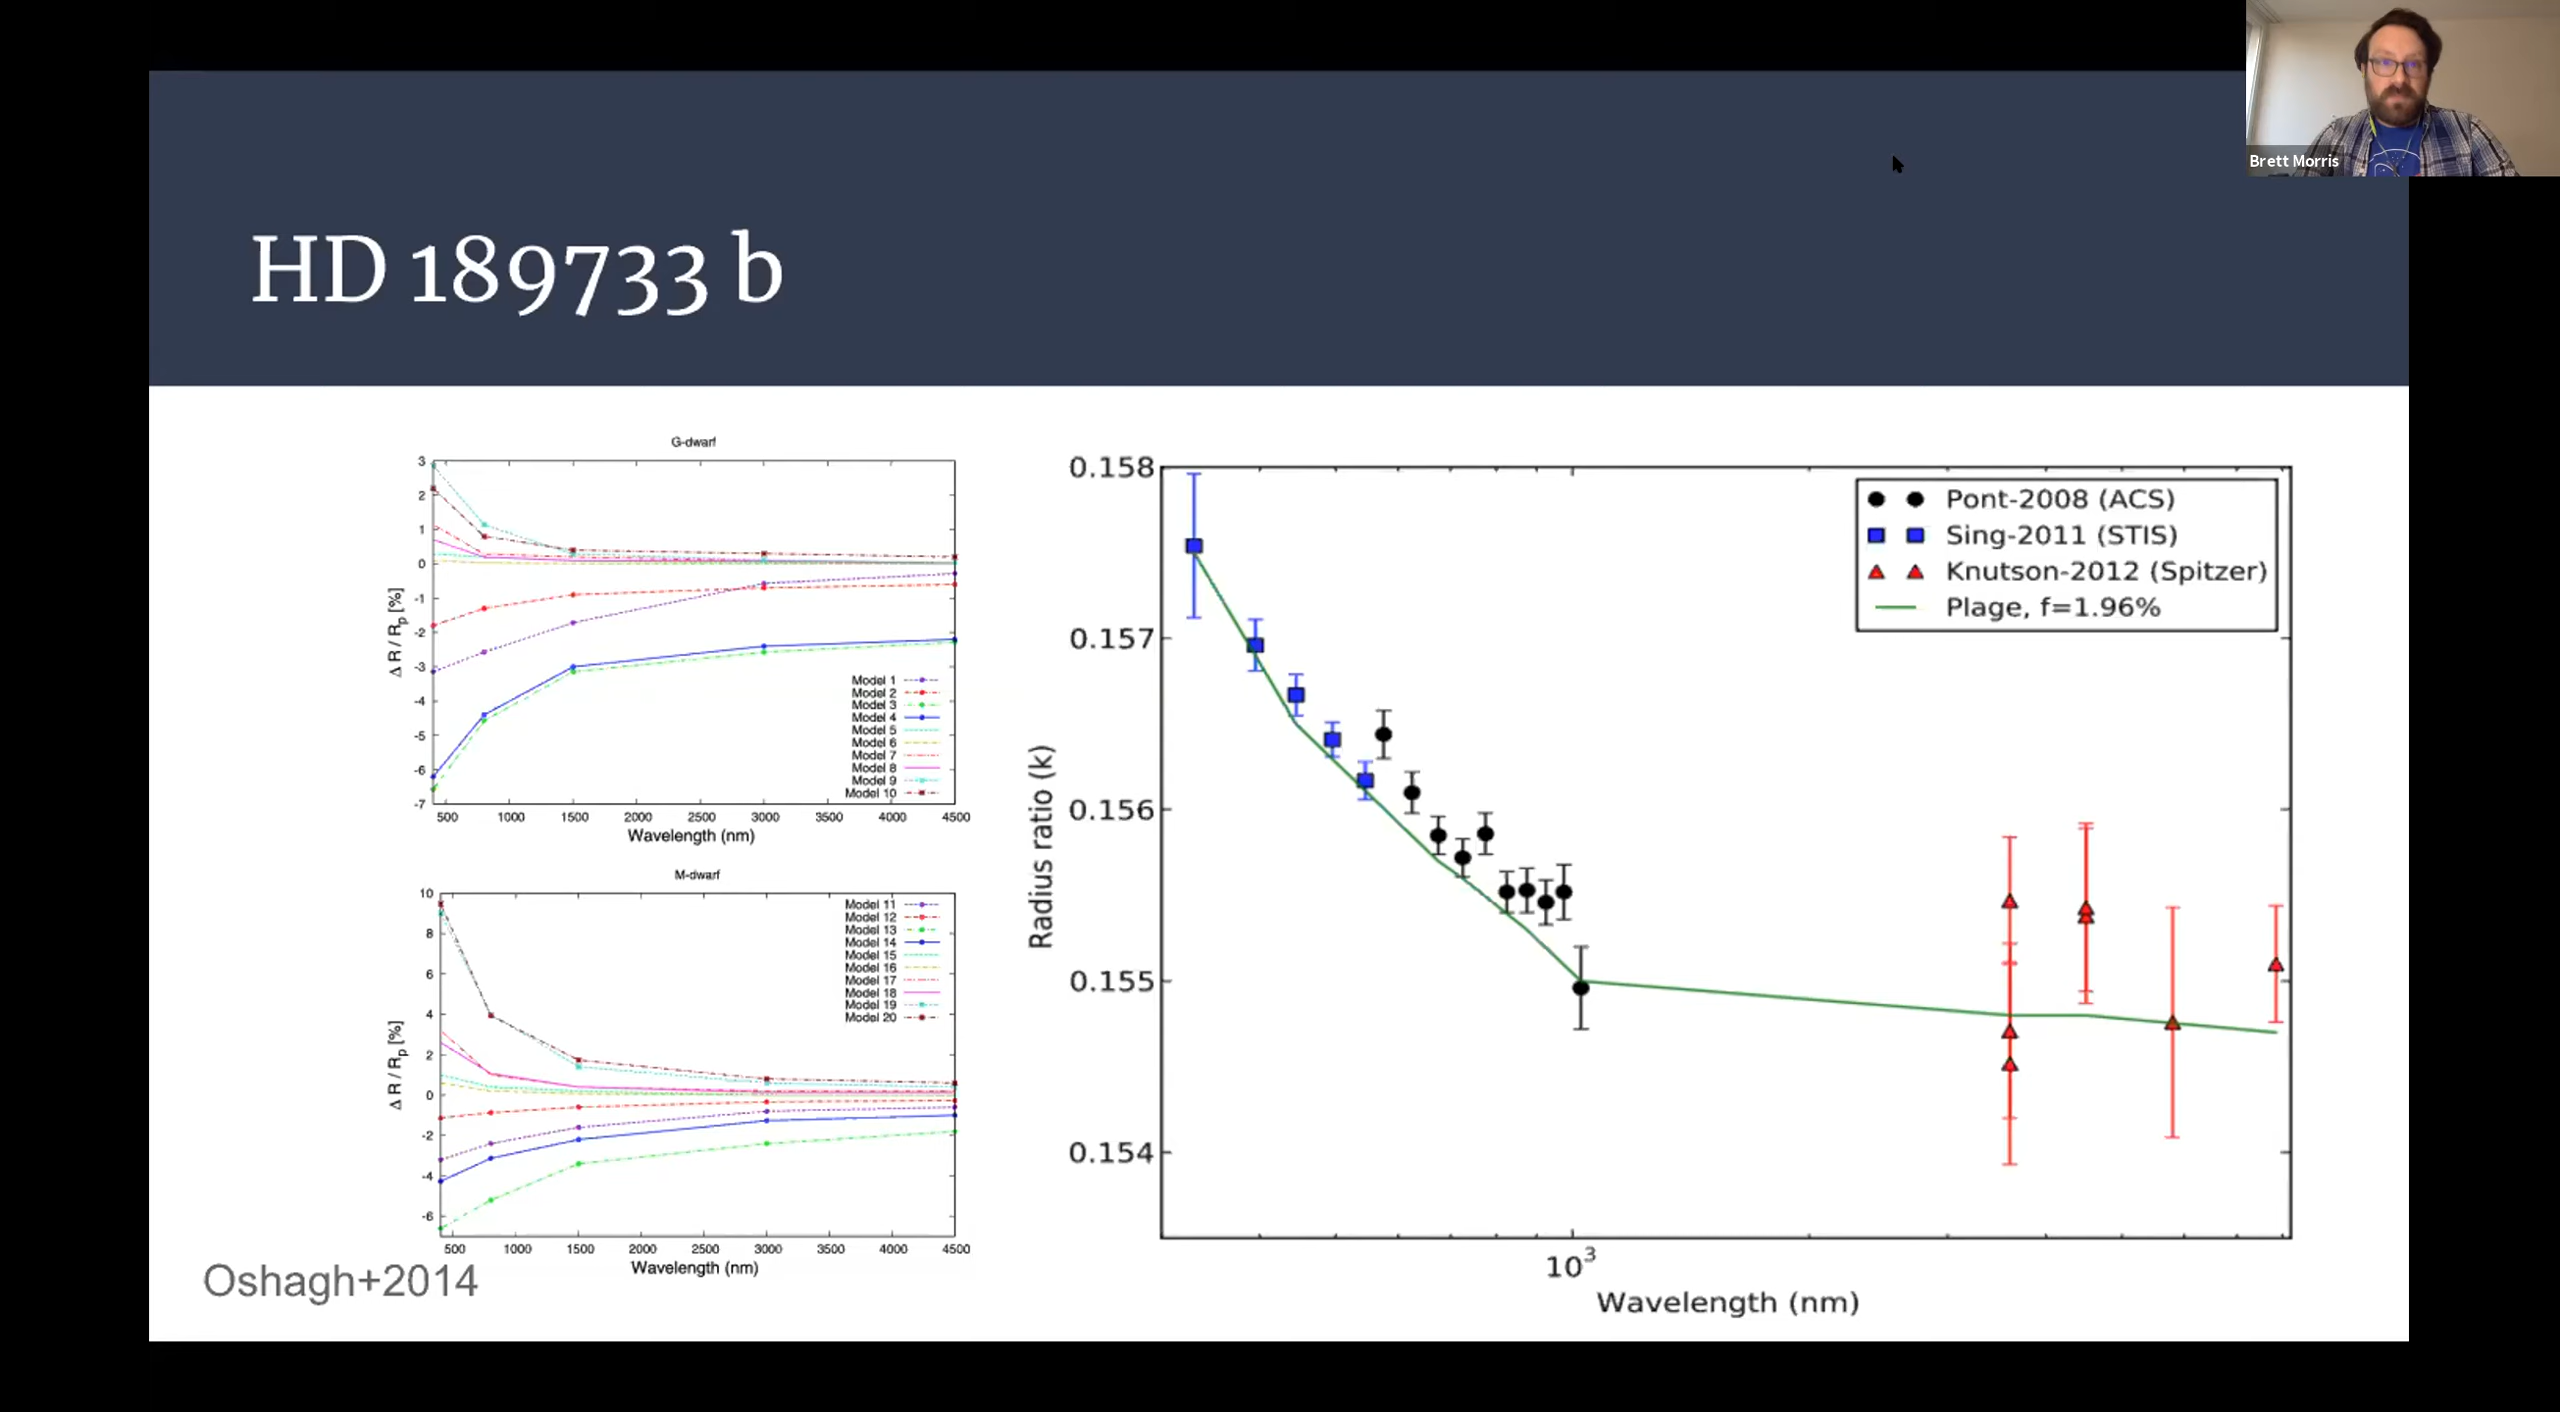 Brett Morris
HD 189733 b
G-dwarf
3
2
1
0
-1
-2
-3
-4
-5
-6
-7
Δ R / Rp [%]
Model 1
Model 2
Model 3
Model 4
Model 5
Model 6
Model 7
Model 8
Model 9
Model 10
500 1000 1500 2000 2500 3000 3500 4000 4500
Wavelength (nm)
M-dwarf
10
8
6
4
2
0
-2
-4
-6
Δ R / Rp [%]
Model 11
Model 12
Model 13
Model 14
Model 15
Model 16
Model 17
Model 18
Model 19
Model 20
500 1000 1500 2000 2500 3000 3500 4000 4500
Wavelength (nm)
Oshagh+2014
0.158
0.157
0.156
0.155
0.154
Radius ratio (k)
Pont-2008 (ACS)
Sing-2011 (STIS)
Knutson-2012 (Spitzer)
Plage, f=1.96%
10³
Wavelength (nm)